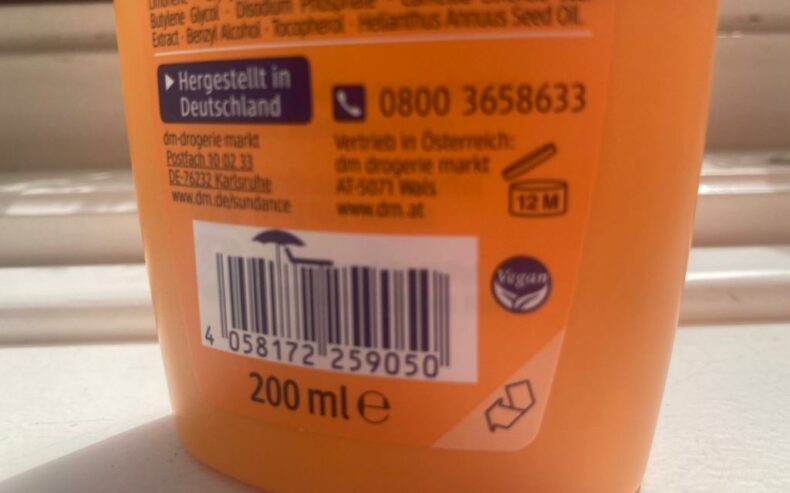 Butylene Glycol · Disodium Phosphate ·
Extract · Benzyl Alcohol · Tocopherol · Helianthus Annuus Seed Oil.
Hergestellt in
Deutschland
0800 3658633
dm-drogerie markt
Postfach 10 02 33
DE-76232 Karlsruhe
www.dm.de/sundance
Vertrieb in Österreich:
dm drogerie markt
AT-5071 Wals
www.dm.at
12 M
Vegan
4 058172 259050
200 ml ℮